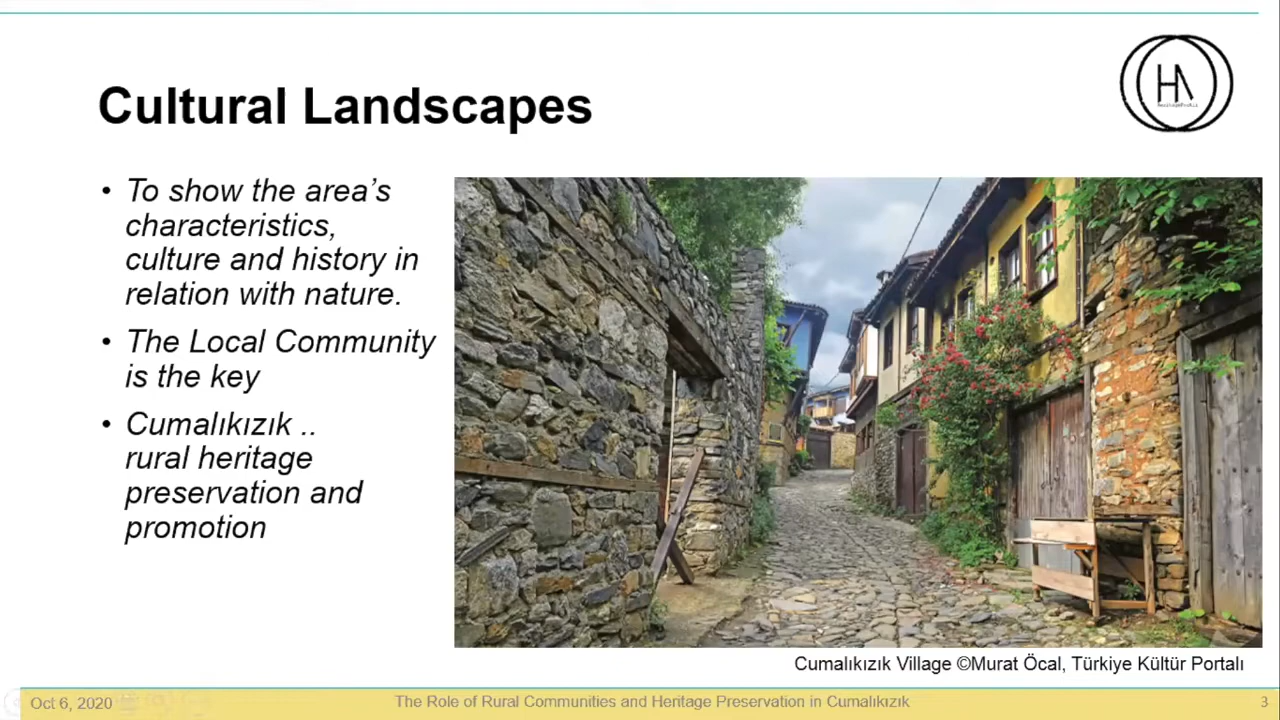 Cultural Landscapes
• To show the area’s
characteristics,
culture and history in
relation with nature.
• The Local Community
is the key
• Cumalıkızık ..
rural heritage
preservation and
promotion
HA
Cumalıkızık Village ©Murat Öcal, Türkiye Kültür Portalı
Oct 6, 2020
The Role of Rural Communities and Heritage Preservation in Cumalıkızık
3